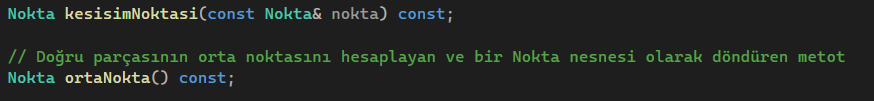 Nokta kesisimNoktasi(const Nokta& nokta) const;
// Doğru parçasının orta noktasını hesaplayan ve bir Nokta nesnesi olarak döndüren metot
Nokta ortaNokta() const;